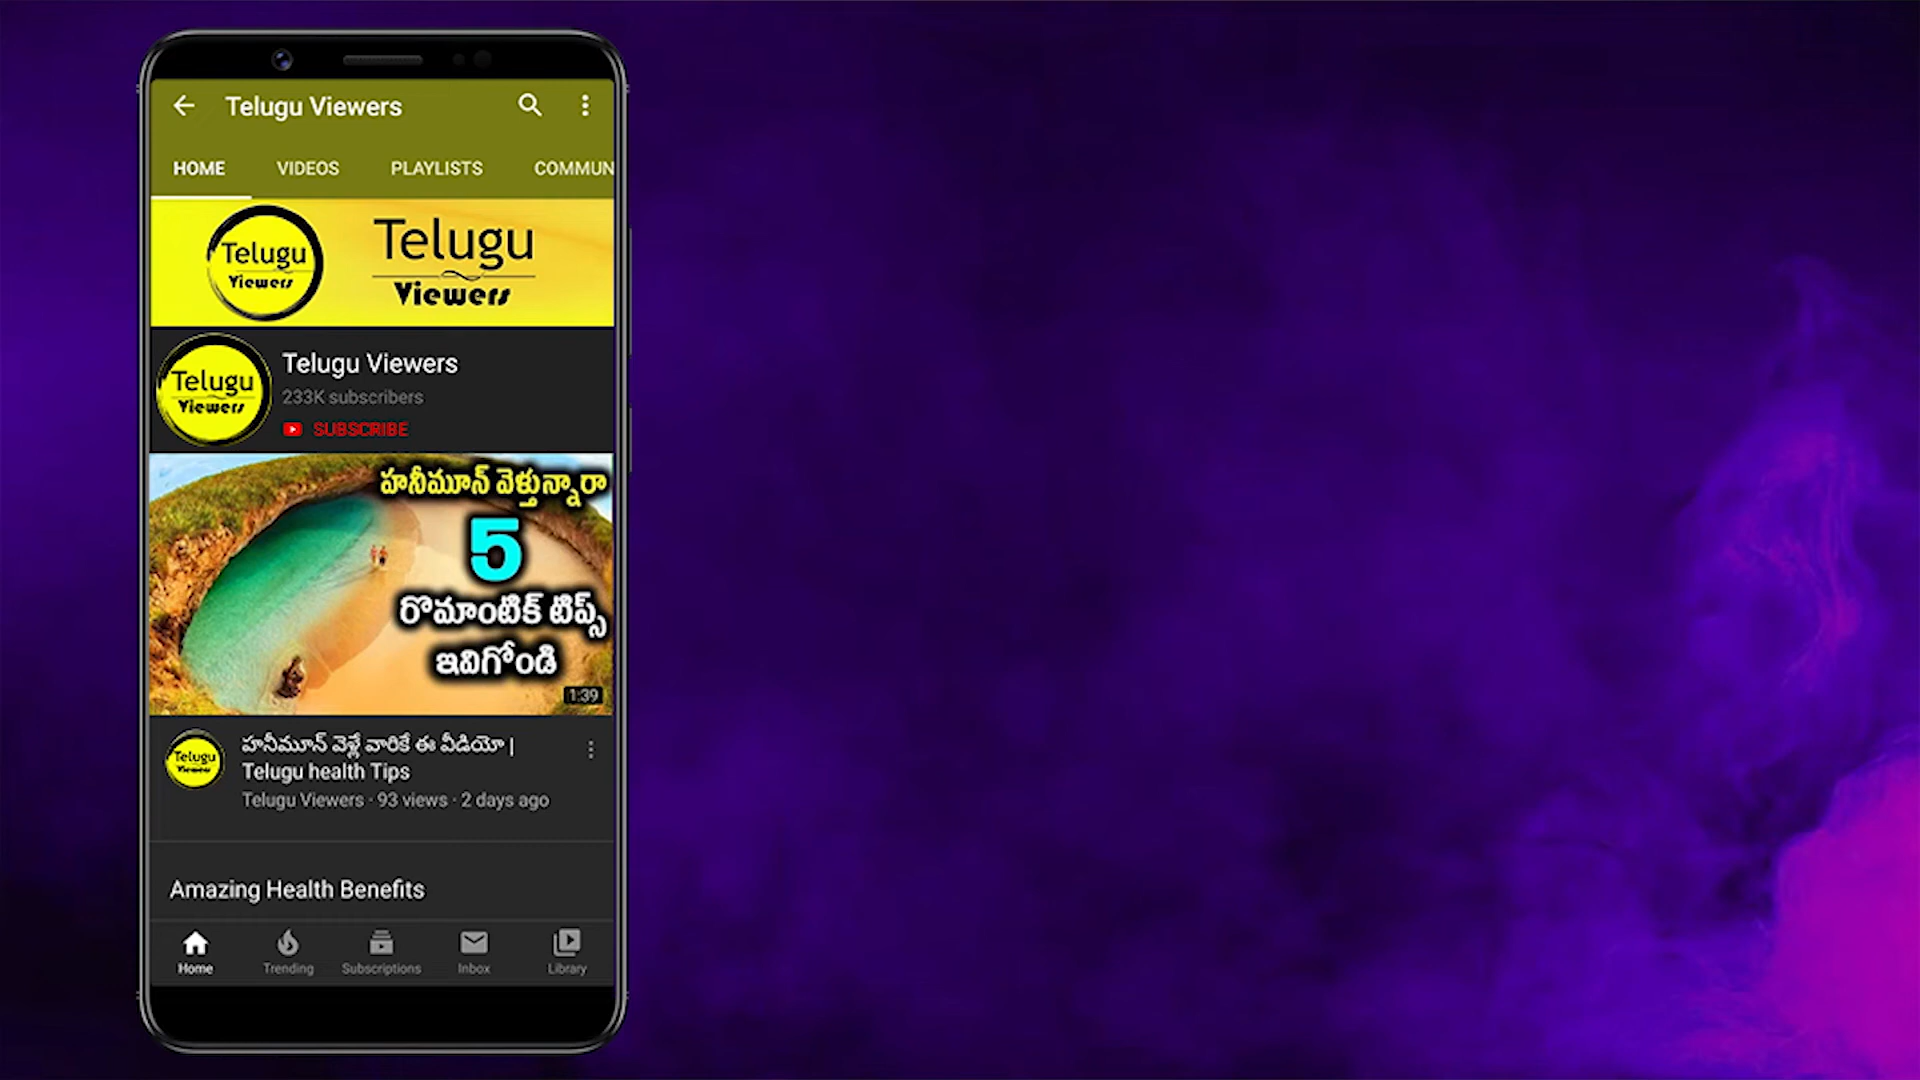 Telugu Viewers
HOME VIDEOS PLAYLISTS COMMUN
Telugu
Viewers
Telugu
Viewers
Telugu
Viewers
Telugu Viewers
233K subscribers
SUBSCRIBE
హనీమూన్ వెళ్తున్నారా
5
రొమాంటిక్ టిప్స్
ఇవిగోండి
1:39
Telugu
Viewers
హనీమూన్ వెళ్లే వారికే ఈ వీడియో |
Telugu health Tips
Telugu Viewers · 93 views · 2 days ago
Amazing Health Benefits
Home Trending Subscriptions Inbox Library